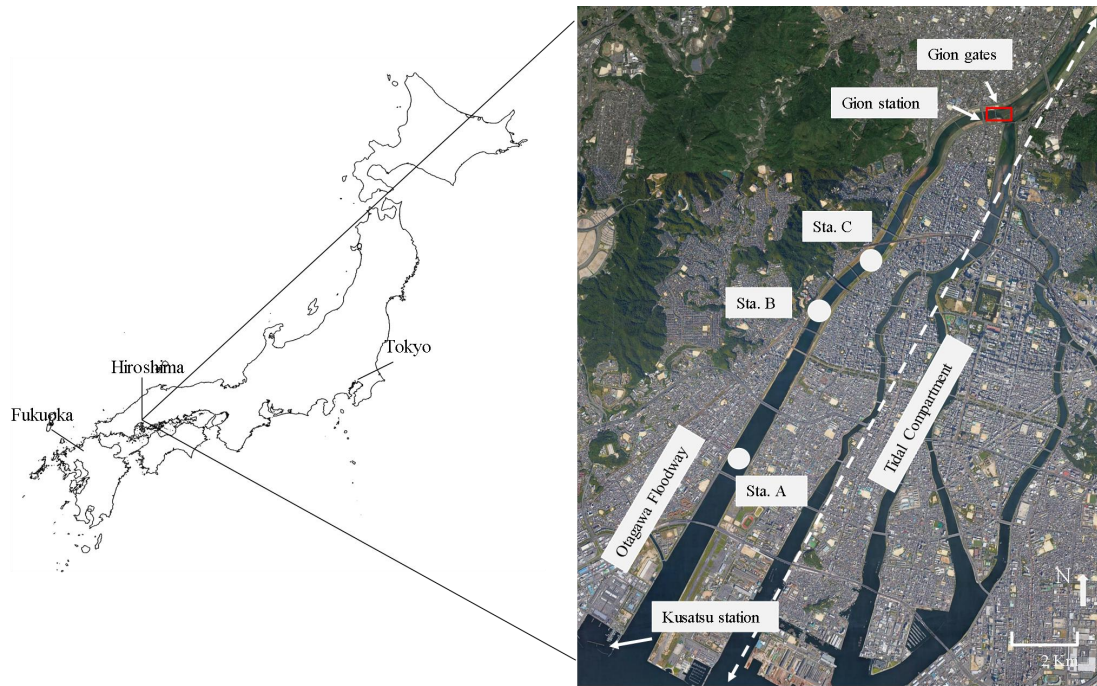 Hiroshima
Fukuoka
Tokyo
Gion gates
Gion station
Sta. C
Sta. B
Sta. A
Otagawa Floodway
Tidal Compartment
Kusatsu station
N
2 Km